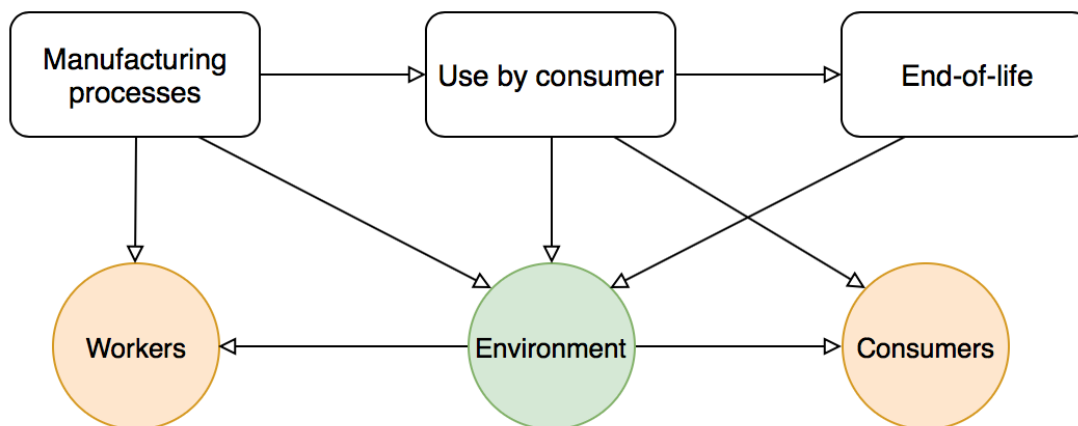 Manufacturing
processes
Use by consumer
End-of-life
Workers
Environment
Consumers